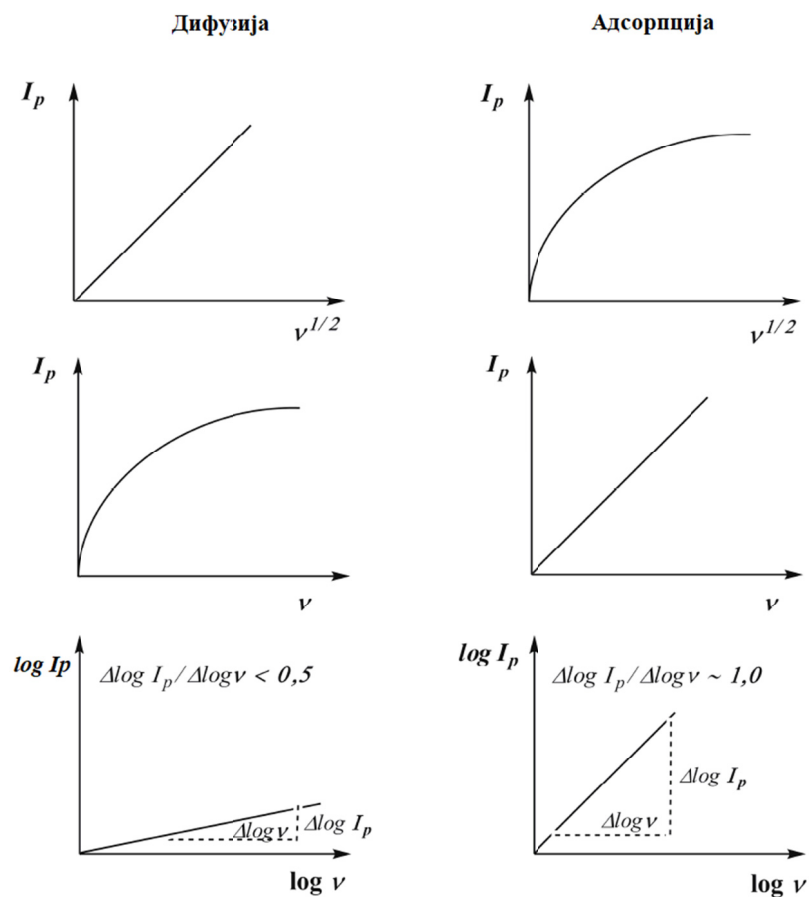 Дифузија
Адсорпција
I_p
ν^{1/2}
I_p
ν^{1/2}
I_p
ν
I_p
ν
log Ip
Δlog I_p/Δlogν < 0,5
Δlogν
Δlog I_p
log ν
log I_p
Δlog I_p/Δlogν ~ 1,0
Δlog I_p
Δlogν
log ν